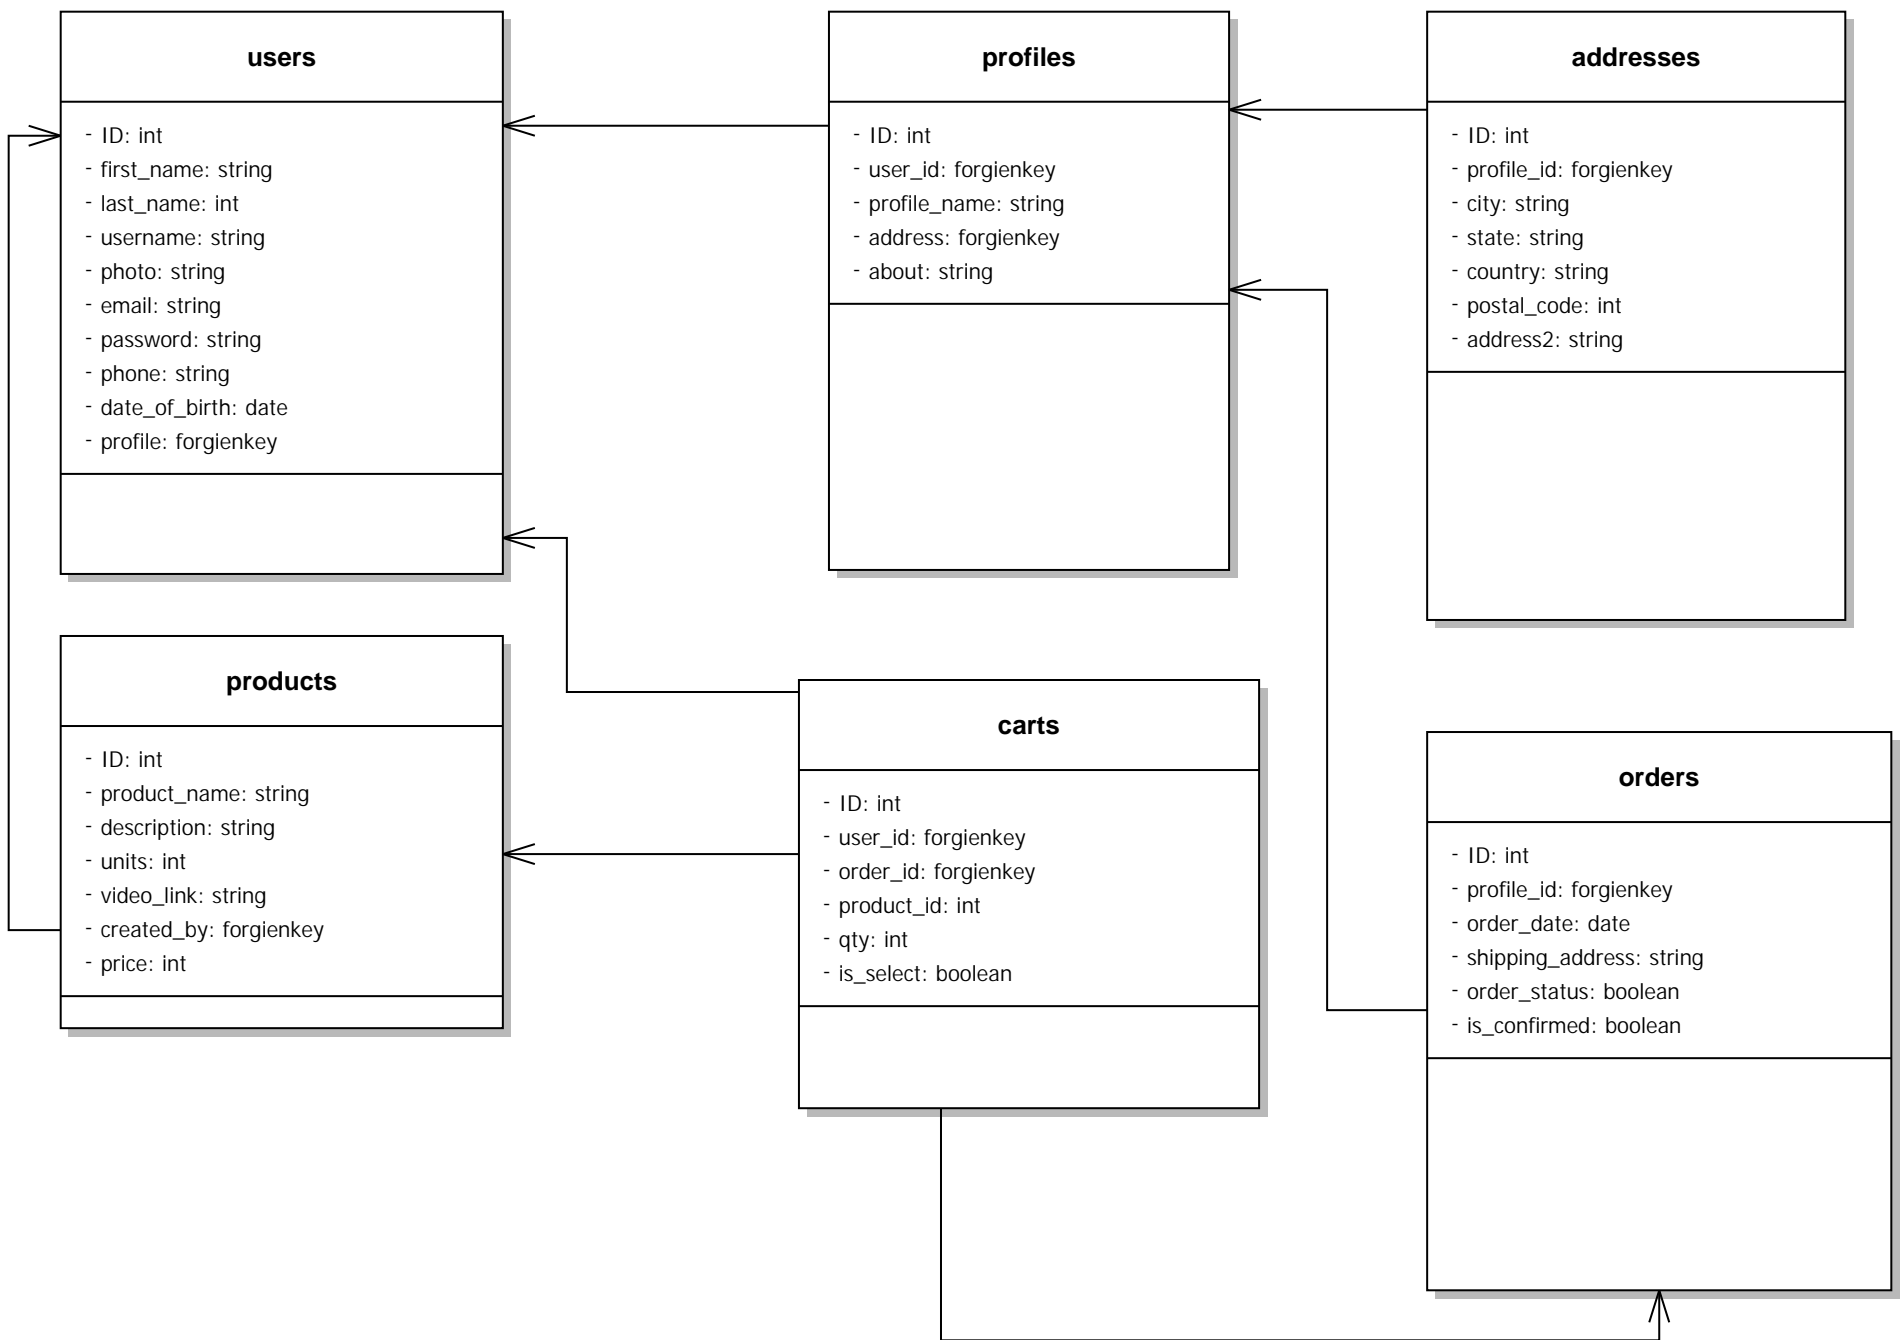 users
- ID: int
- first_name: string
- last_name: int
- username: string
- photo: string
- email: string
- password: string
- phone: string
- date_of_birth: date
- profile: forgienkey
profiles
- ID: int
- user_id: forgienkey
- profile_name: string
- address: forgienkey
- about: string
addresses
- ID: int
- profile_id: forgienkey
- city: string
- state: string
- country: string
- postal_code: int
- address2: string
products
- ID: int
- product_name: string
- description: string
- units: int
- video_link: string
- created_by: forgienkey
- price: int
carts
- ID: int
- user_id: forgienkey
- order_id: forgienkey
- product_id: int
- qty: int
- is_select: boolean
orders
- ID: int
- profile_id: forgienkey
- order_date: date
- shipping_address: string
- order_status: boolean
- is_confirmed: boolean